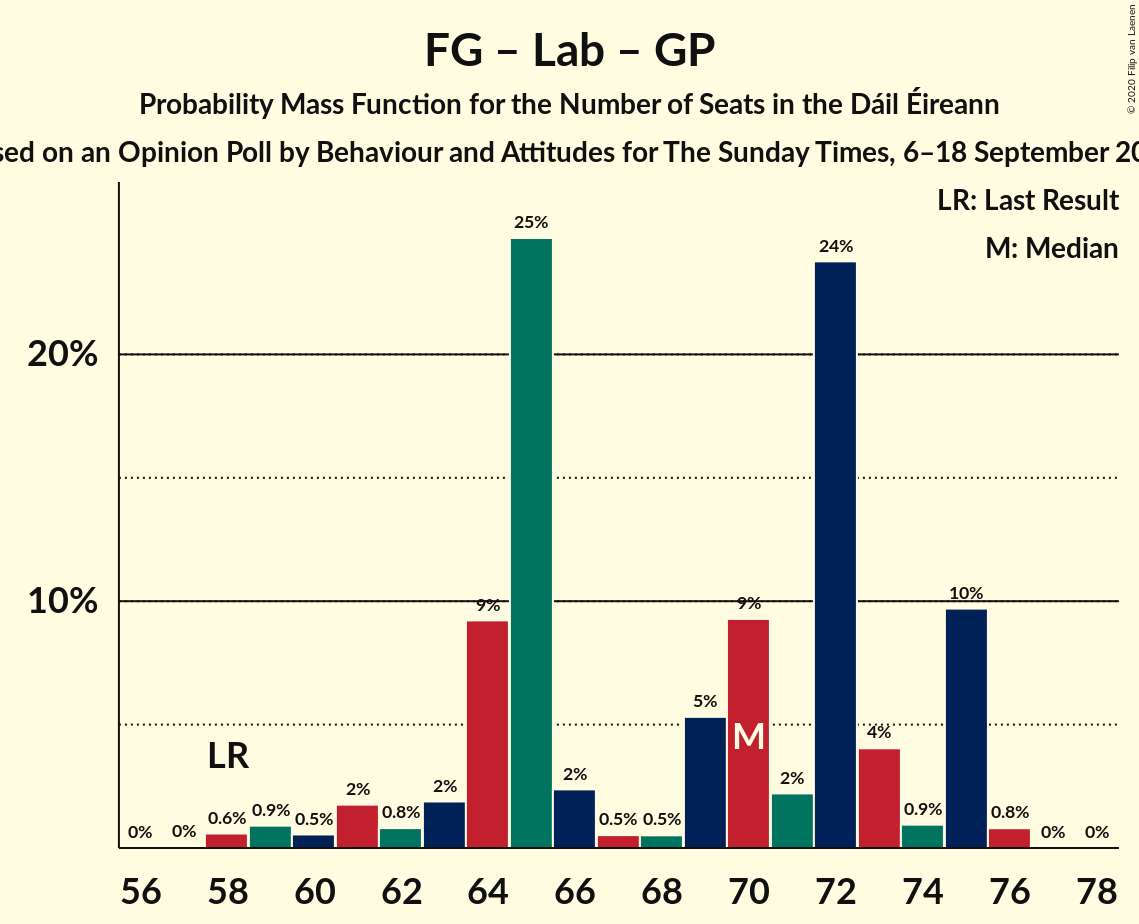 FG – Lab – GP
Probability Mass Function for the Number of Seats in the Dáil Éireann
sed on an Opinion Poll by Behaviour and Attitudes for The Sunday Times, 6–18 September 20
© 2020 Filip van Laenen
LR: Last Result
M: Median
20%
10%
0% 0% 0.6% 0.9% 0.5% 2% 0.8% 2% 9% 25% 2% 0.5% 0.5% 5% 9% 2% 24% 4% 0.9% 10% 0.8% 0% 0%
LR
M
56 58 60 62 64 66 68 70 72 74 76 78